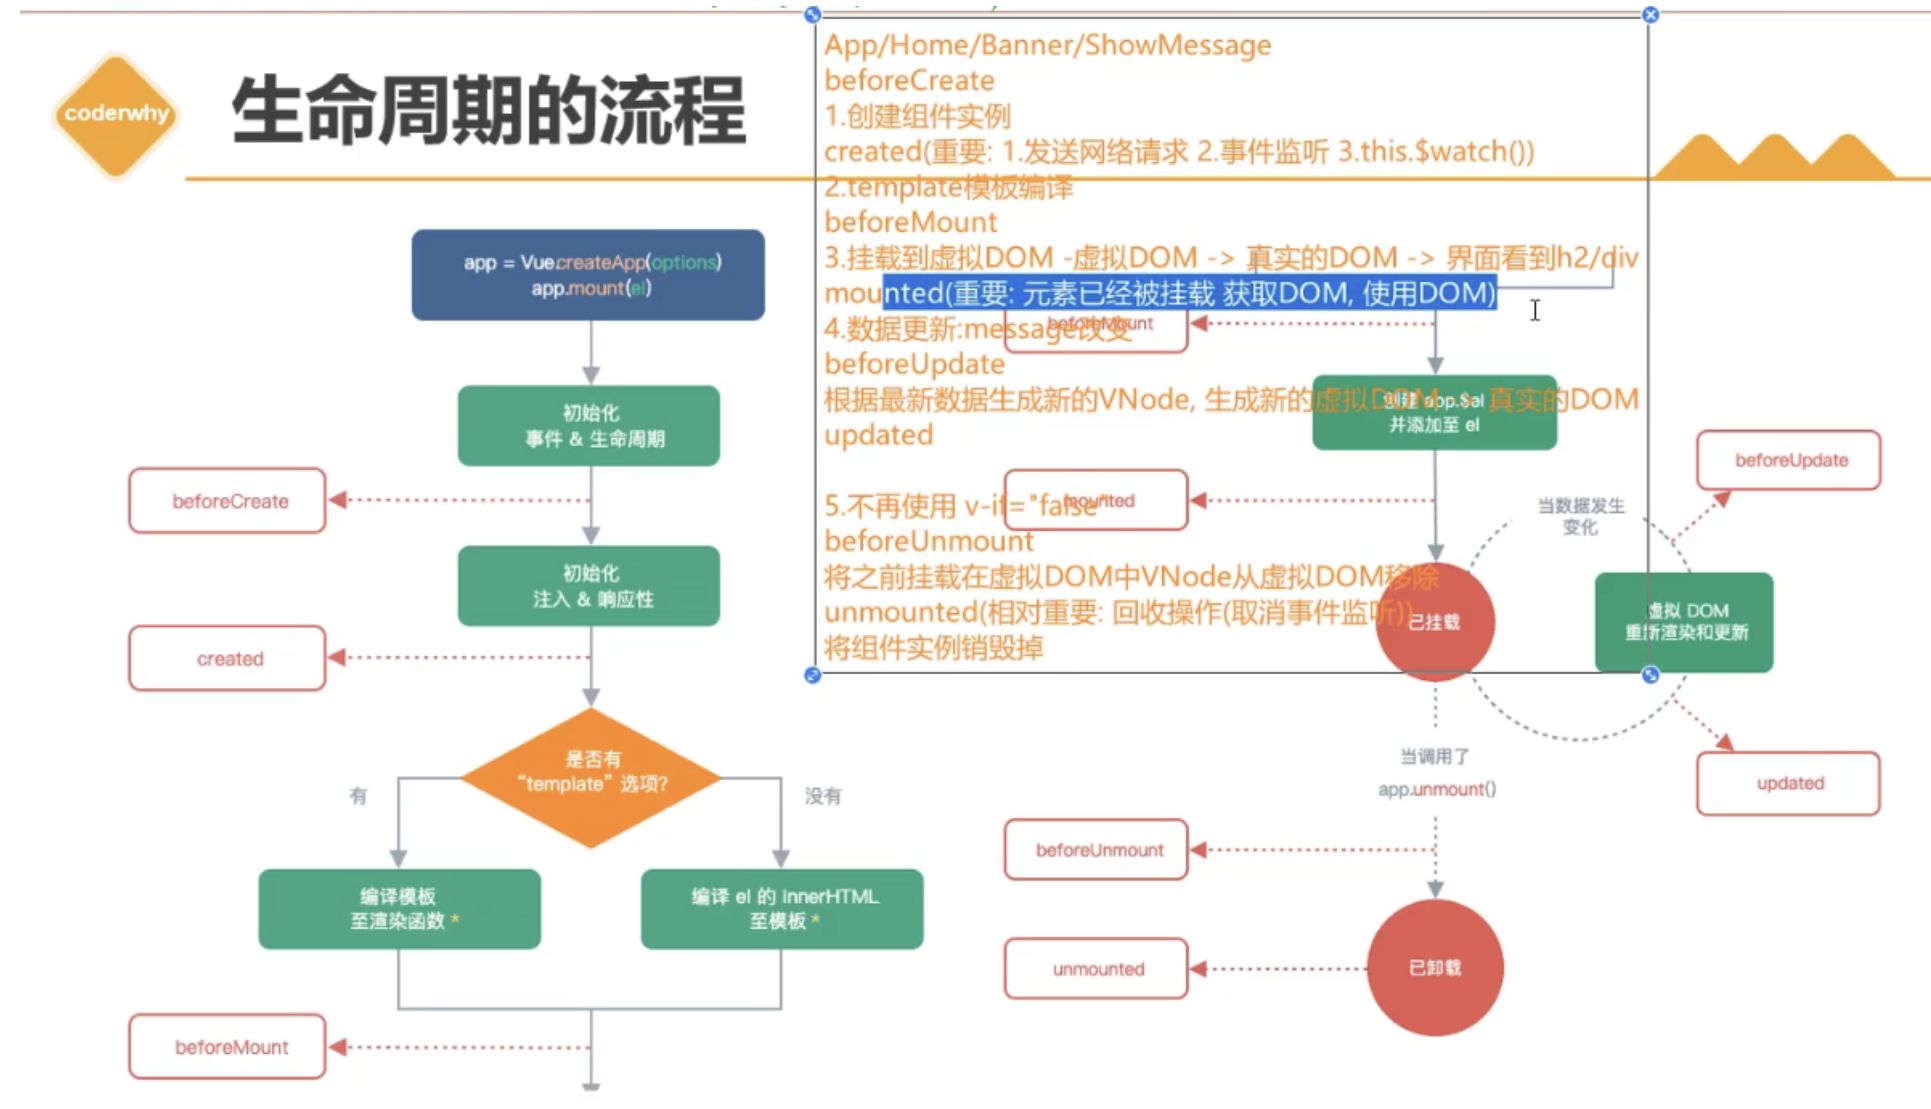 coderwhy
生命周期的流程
App/Home/Banner/ShowMessage
beforeCreate
1.创建组件实例
created(重要: 1.发送网络请求 2.事件监听 3.this.$watch())
2.template模板编译
beforeMount
3.挂载到虚拟DOM -虚拟DOM -> 真实的DOM -> 界面看到h2/div
mounted(重要: 元素已经被挂载 获取DOM, 使用DOM)
4.数据更新:message改变
beforeUpdate
根据最新数据生成新的VNode, 生成新的虚拟DOM -> 真实的DOM
updated
5.不再使用 v-if="false"
beforeUnmount
将之前挂载在虚拟DOM中VNode从虚拟DOM移除
unmounted(相对重要: 回收操作(取消事件监听))
将组件实例销毁掉
app = Vue.createApp(options)
app.mount(el)
初始化
事件 & 生命周期
beforeCreate
初始化
注入 & 响应性
created
是否有
“template” 选项?
有
没有
编译模板
至渲染函数 *
编译 el 的 innerHTML
至模板 *
beforeMount
beforeMount
创建 app.$el
并添加至 el
mounted
已挂载
当数据发生
变化
beforeUpdate
虚拟 DOM
重新渲染和更新
updated
当调用了
app.unmount()
beforeUnmount
已卸载
unmounted